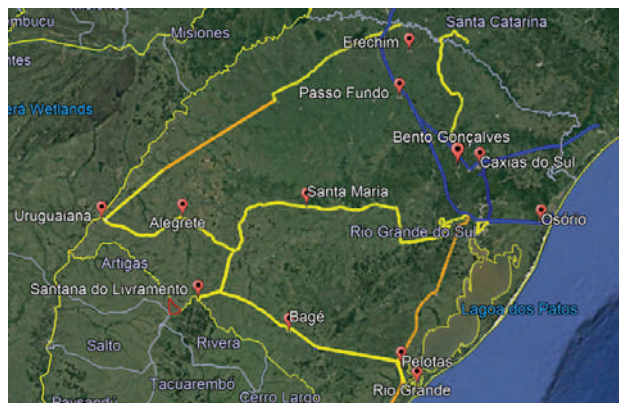 Santa Catarina
Misiones
Erechim
Passo Fundo
Bento Gonçalves
Caxias do Sul
Santa Maria
Uruguaiana
Alegrete
Osório
Rio Grande do Sul
Artigas
Santana do Livramento
Lagoa dos Patos
Bagé
Salto
Rivera
Pelotas
Tacuarembó
Rio Grande
Cerro Largo